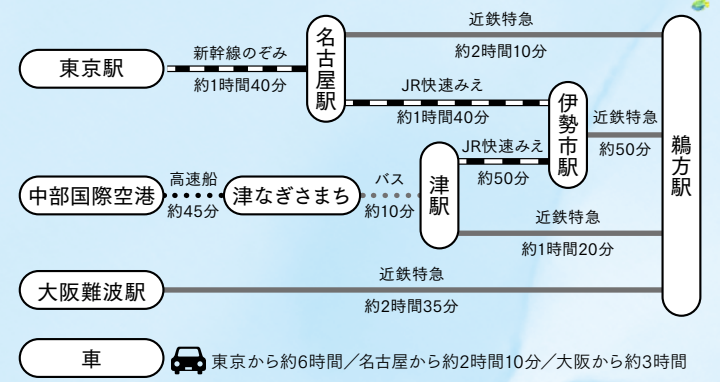 近鉄特急
約2時間10分
東京駅
新幹線のぞみ
約1時間40分
名古屋駅
JR快速みえ
約1時間40分
伊勢市駅
近鉄特急
約50分
鵜方駅
中部国際空港
高速船
約45分
津なぎさまち
バス
約10分
津駅
JR快速みえ
約50分
近鉄特急
約1時間20分
大阪難波駅
近鉄特急
約2時間35分
車
東京から約6時間／名古屋から約2時間10分／大阪から約3時間